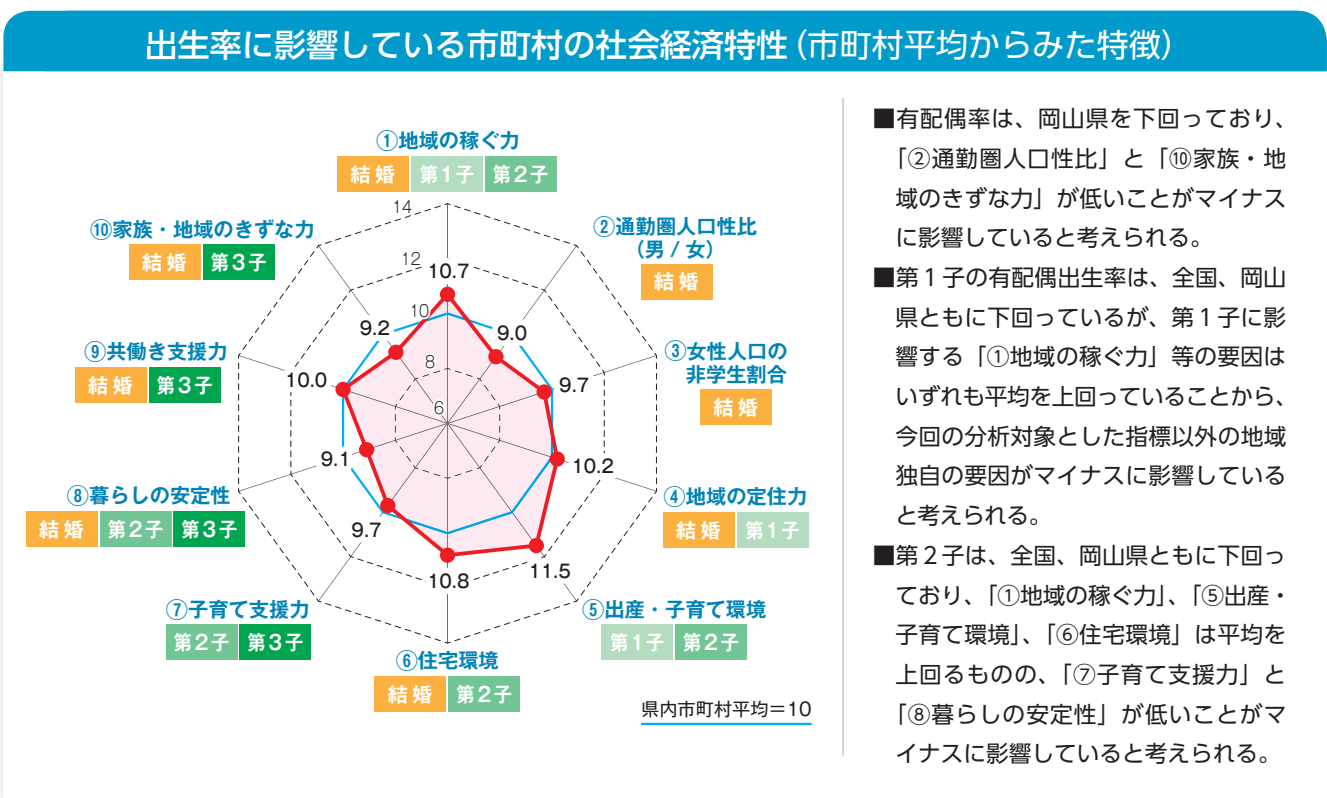 出生率に影響している市町村の社会経済特性（市町村平均からみた特徴）
①地域の稼ぐ力
結婚 第1子 第2子
②通勤圏人口性比
（男 / 女）
結婚
③女性人口の
非学生割合
結婚
④地域の定住力
結婚 第1子
⑤出産・子育て環境
第1子 第2子
⑥住宅環境
結婚 第2子
⑦子育て支援力
第2子 第3子
⑧暮らしの安定性
結婚 第2子 第3子
⑨共働き支援力
結婚 第3子
⑩家族・地域のきずな力
結婚 第3子
14
12
10
8
6
10.7
9.0
9.7
10.2
11.5
10.8
9.7
9.1
10.0
9.2
県内市町村平均＝10
■有配偶率は、岡山県を下回っており、
「②通勤圏人口性比」と「⑩家族・地
域のきずな力」が低いことがマイナス
に影響していると考えられる。
■第１子の有配偶出生率は、全国、岡山
県ともに下回っているが、第１子に影
響する「①地域の稼ぐ力」等の要因は
いずれも平均を上回っていることから、
今回の分析対象とした指標以外の地域
独自の要因がマイナスに影響している
と考えられる。
■第２子は、全国、岡山県ともに下回っ
ており、「①地域の稼ぐ力」、「⑤出産・
子育て環境」、「⑥住宅環境」は平均を
上回るものの、「⑦子育て支援力」と
「⑧暮らしの安定性」が低いことがマ
イナスに影響していると考えられる。